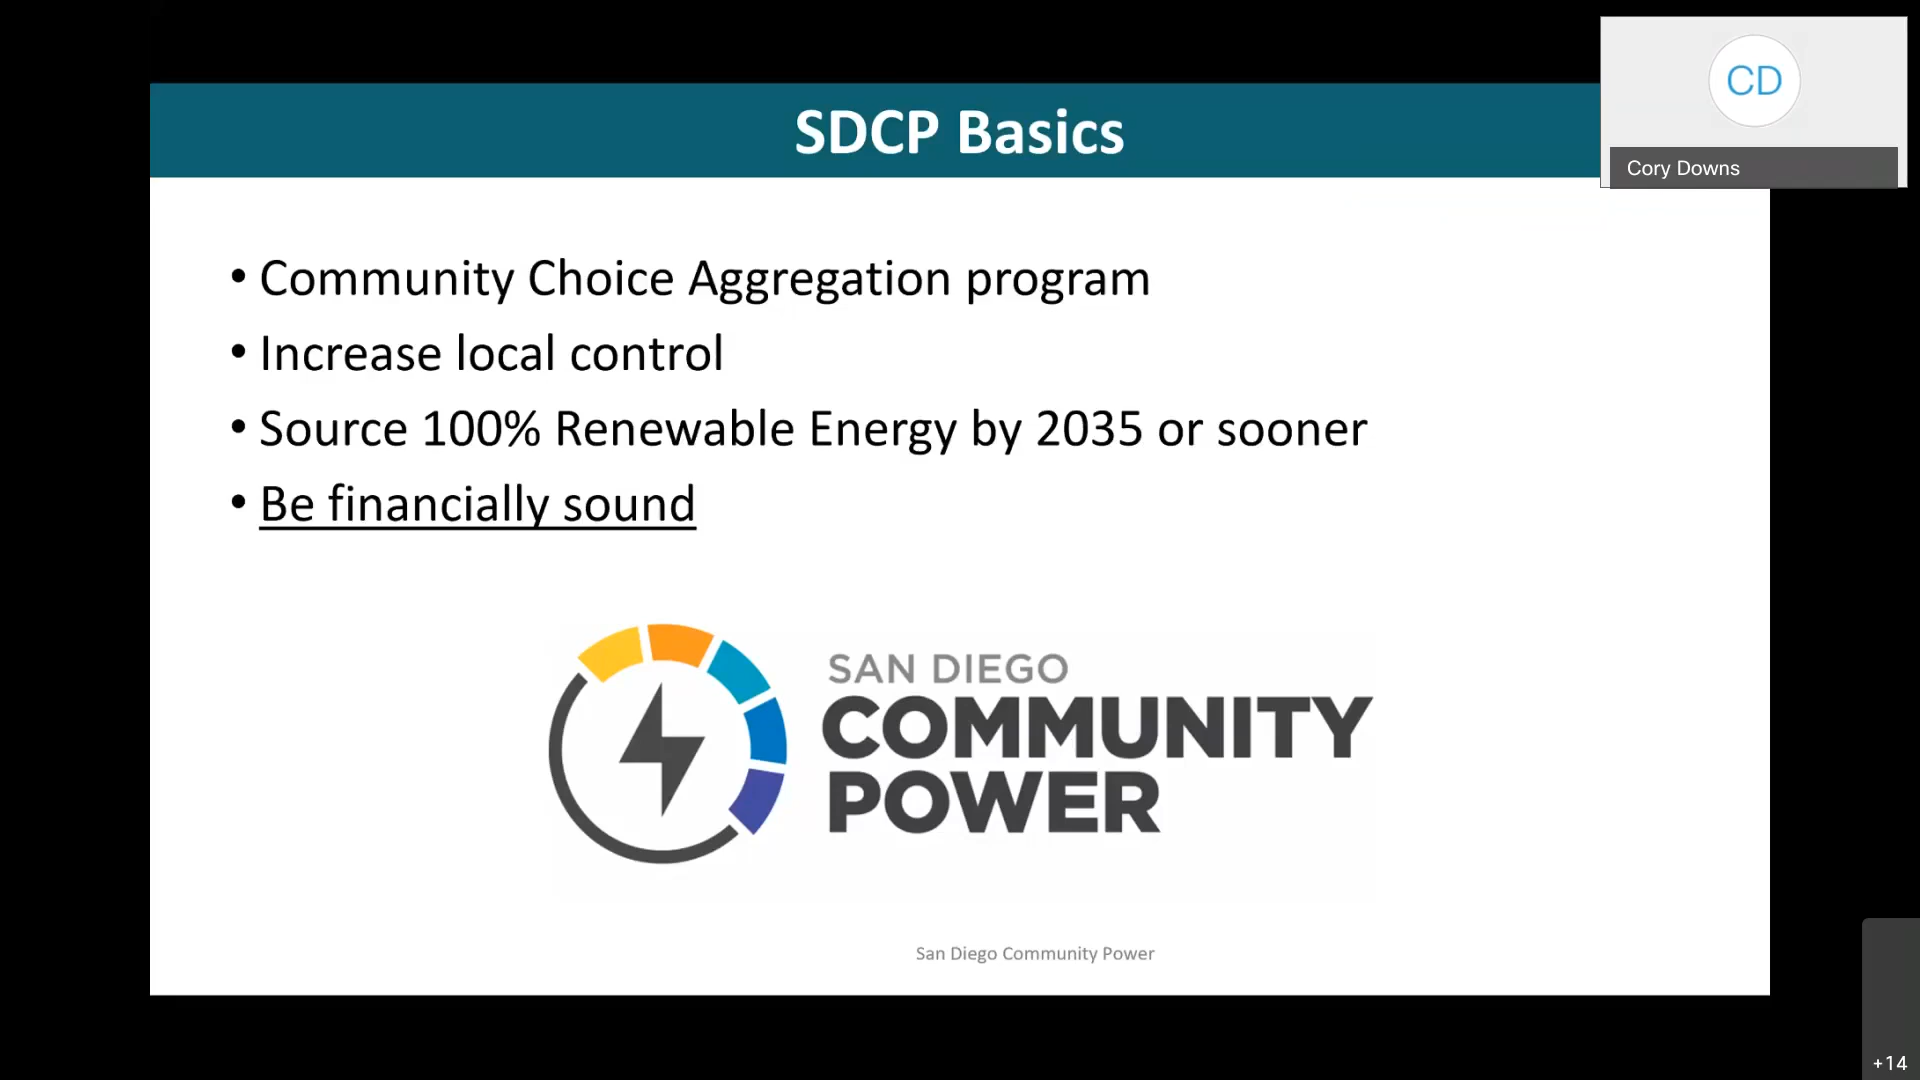 SDCP Basics
CD
Cory Downs
• Community Choice Aggregation program
• Increase local control
• Source 100% Renewable Energy by 2035 or sooner
• Be financially sound
SAN DIEGO
COMMUNITY
POWER
San Diego Community Power
+14